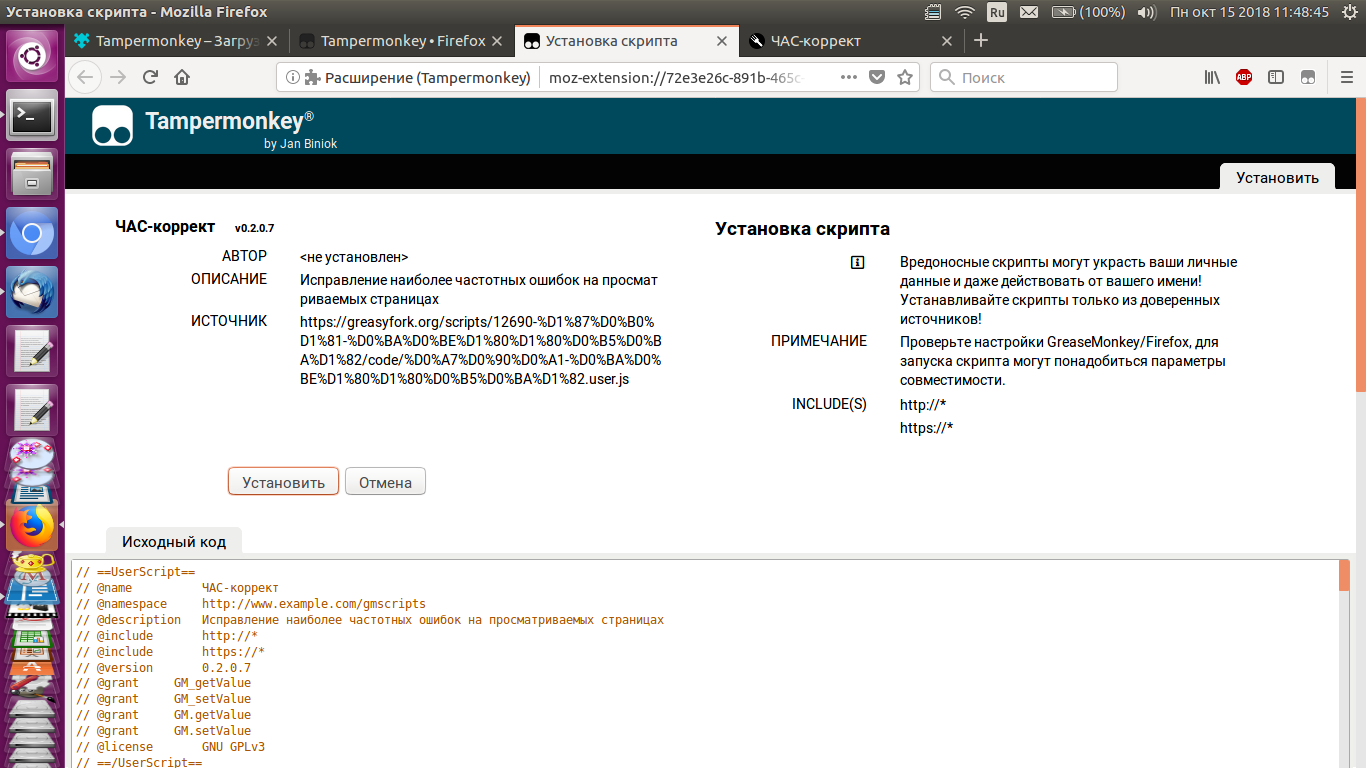 Установка скрипта - Mozilla Firefox
Ru
(100%)
Пн окт 15 2018 11:48:45
Tampermonkey – Загруз
Tampermonkey • Firefox
Установка скрипта
ЧАС-коррект
Расширение (Tampermonkey)
moz-extension://72e3e26c-891b-465c-
Поиск
ABP
Tampermonkey®
by Jan Biniok
Установить
ЧАС-коррект v0.2.0.7
АВТОР
<не установлен>
ОПИСАНИЕ
Исправление наиболее частотных ошибок на просмат
риваемых страницах
ИСТОЧНИК
https://greasyfork.org/scripts/12690-%D1%87%D0%B0%
D1%81-%D0%BA%D0%BE%D1%80%D1%80%D0%B5%D0%B
A%D1%82/code/%D0%A7%D0%90%D0%A1-%D0%BA%D0%
BE%D1%80%D1%80%D0%B5%D0%BA%D1%82.user.js
Установка скрипта
Вредоносные скрипты могут украсть ваши личные
данные и даже действовать от вашего имени!
Устанавливайте скрипты только из доверенных
источников!
ПРИМЕЧАНИЕ
Проверьте настройки GreaseMonkey/Firefox, для
запуска скрипта могут понадобиться параметры
совместимости.
INCLUDE(S)
http://*
https://*
Установить
Отмена
Исходный код
// ==UserScript==
// @name ЧАС-коррект
// @namespace http://www.example.com/gmscripts
// @description Исправление наиболее частотных ошибок на просматриваемых страницах
// @include http://*
// @include https://*
// @version 0.2.0.7
// @grant GM_getValue
// @grant GM_setValue
// @grant GM.getValue
// @grant GM.setValue
// @license GNU GPLv3
// ==/UserScript==